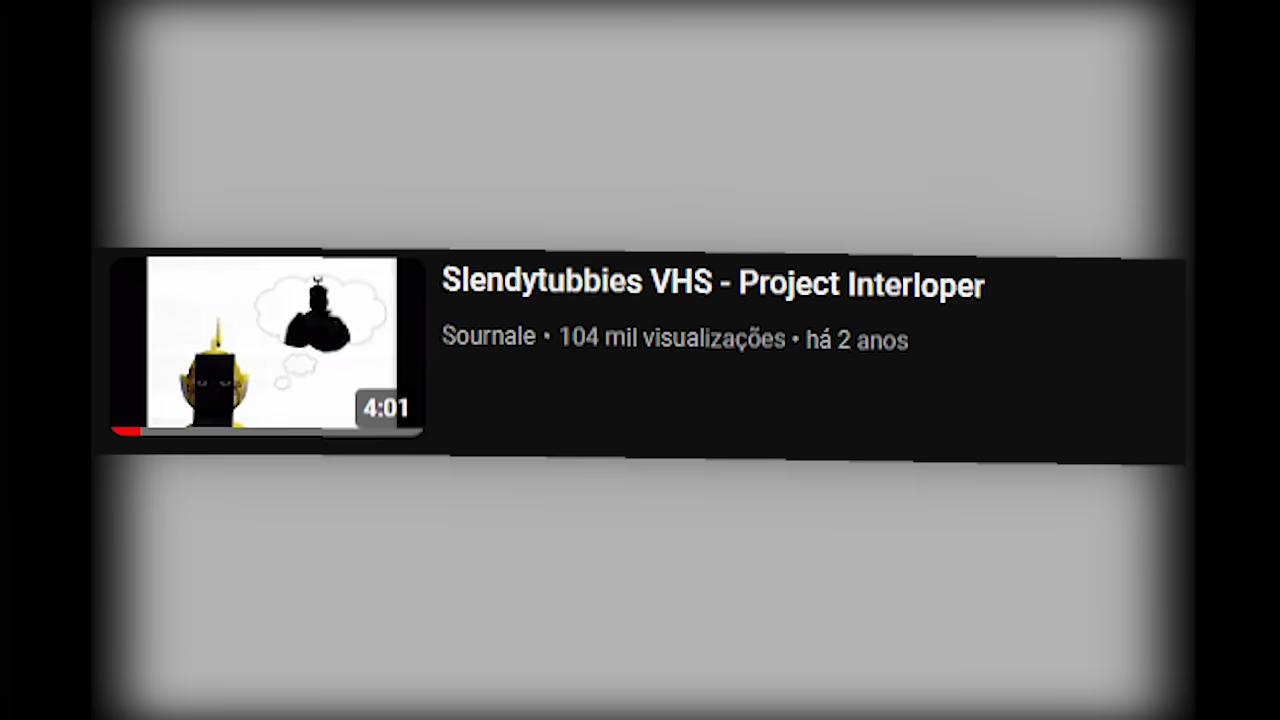 Slendytubbies VHS - Project Interloper
Sournale • 104 mil visualizações • há 2 anos
4:01